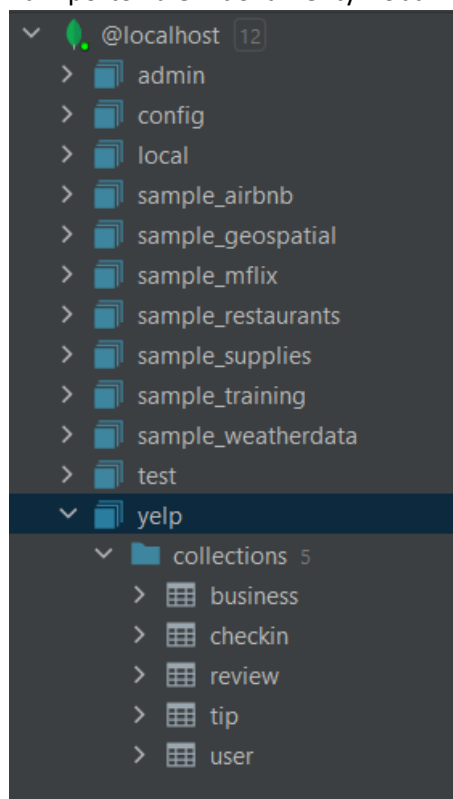 @localhost 12
admin
config
local
sample_airbnb
sample_geospatial
sample_mflix
sample_restaurants
sample_supplies
sample_training
sample_weatherdata
test
yelp
collections 5
business
checkin
review
tip
user